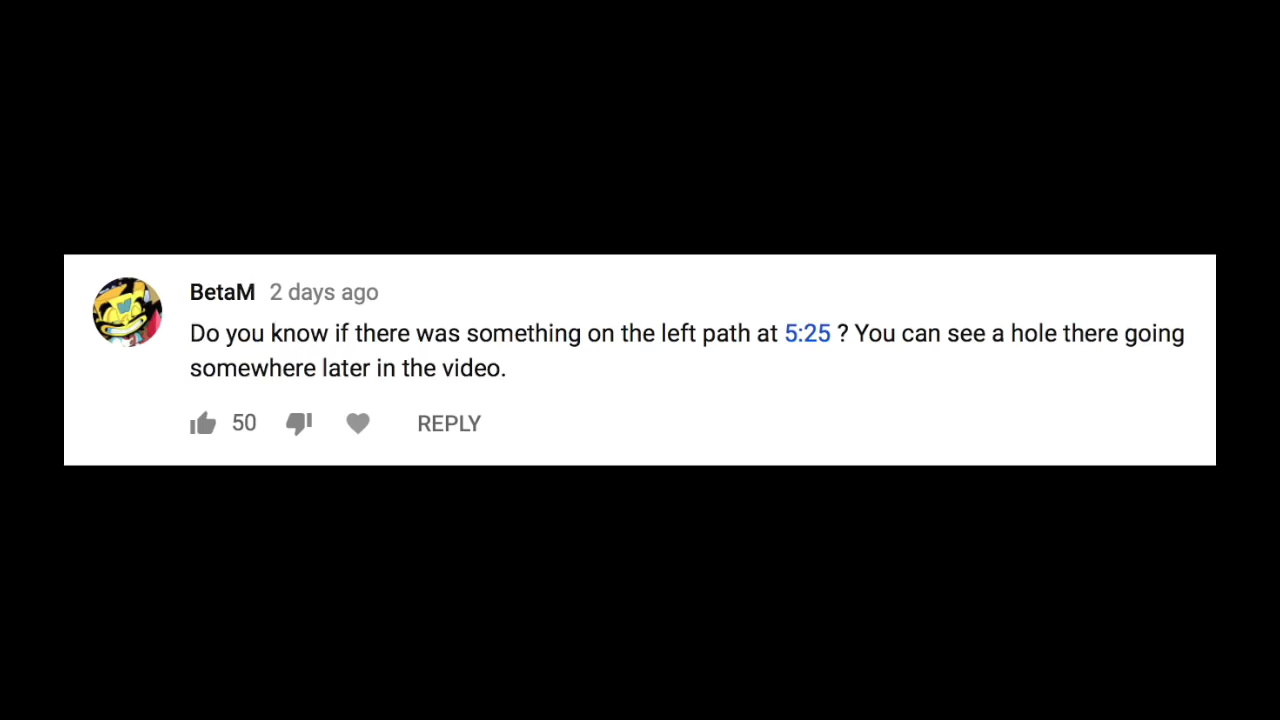 BetaM 2 days ago
Do you know if there was something on the left path at 5:25 ? You can see a hole there going
somewhere later in the video.
50 REPLY